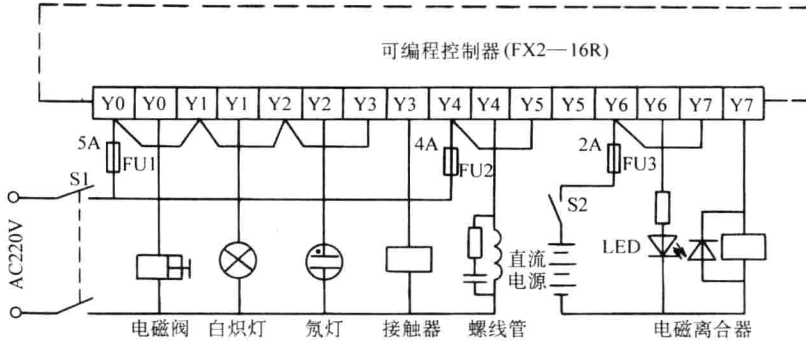 可编程控制器(FX2—16R)
Y0 Y0 Y1 Y1 Y2 Y2 Y3 Y3 Y4 Y4 Y5 Y5 Y6 Y6 Y7 Y7
5A
FU1
4A
FU2
2A
FU3
S1
S2
AC220V
LED
直流
电源
电磁阀 白炽灯 氖灯 接触器 螺线管 电磁离合器